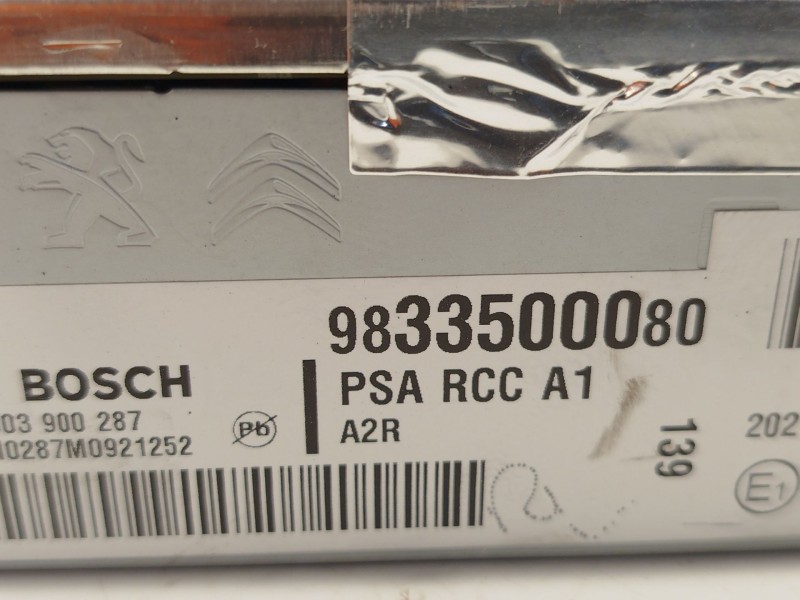 9833500080
BOSCH
PSA RCC A1
03 900 287
Pb
A2R
0287M0921252
139
202
E1